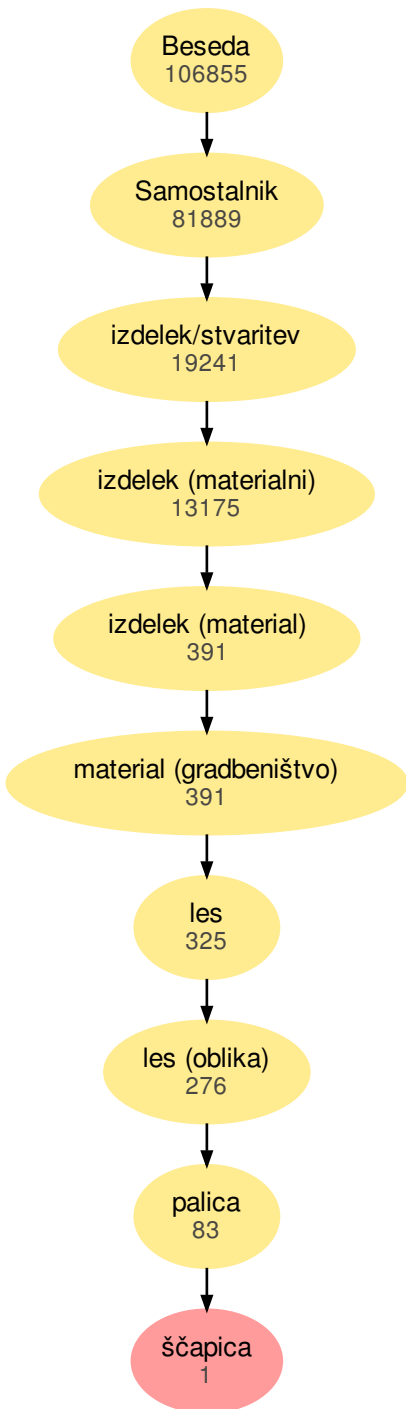 Beseda
106855
Samostalnik
81889
izdelek/stvaritev
19241
izdelek (materialni)
13175
izdelek (material)
391
material (gradbeništvo)
391
les
325
les (oblika)
276
palica
83
ščapica
1